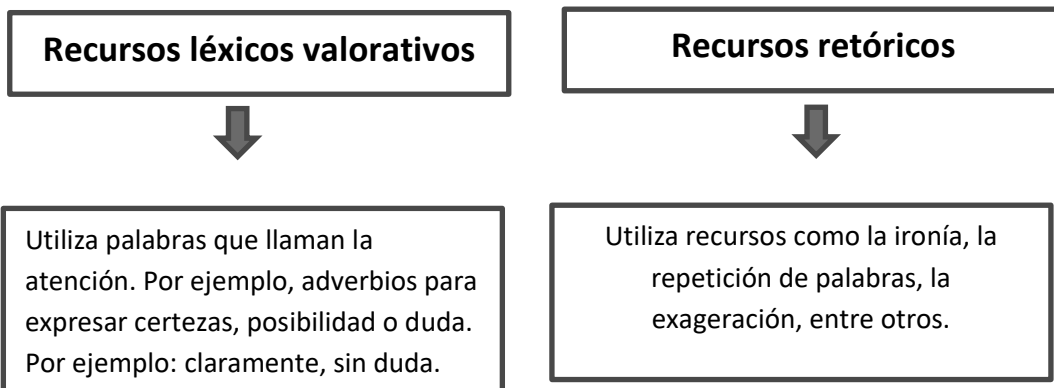 Recursos léxicos valorativos
Utiliza palabras que llaman la
atención. Por ejemplo, adverbios para
expresar certezas, posibilidad o duda.
Por ejemplo: claramente, sin duda.
Recursos retóricos
Utiliza recursos como la ironía, la
repetición de palabras, la
exageración, entre otros.